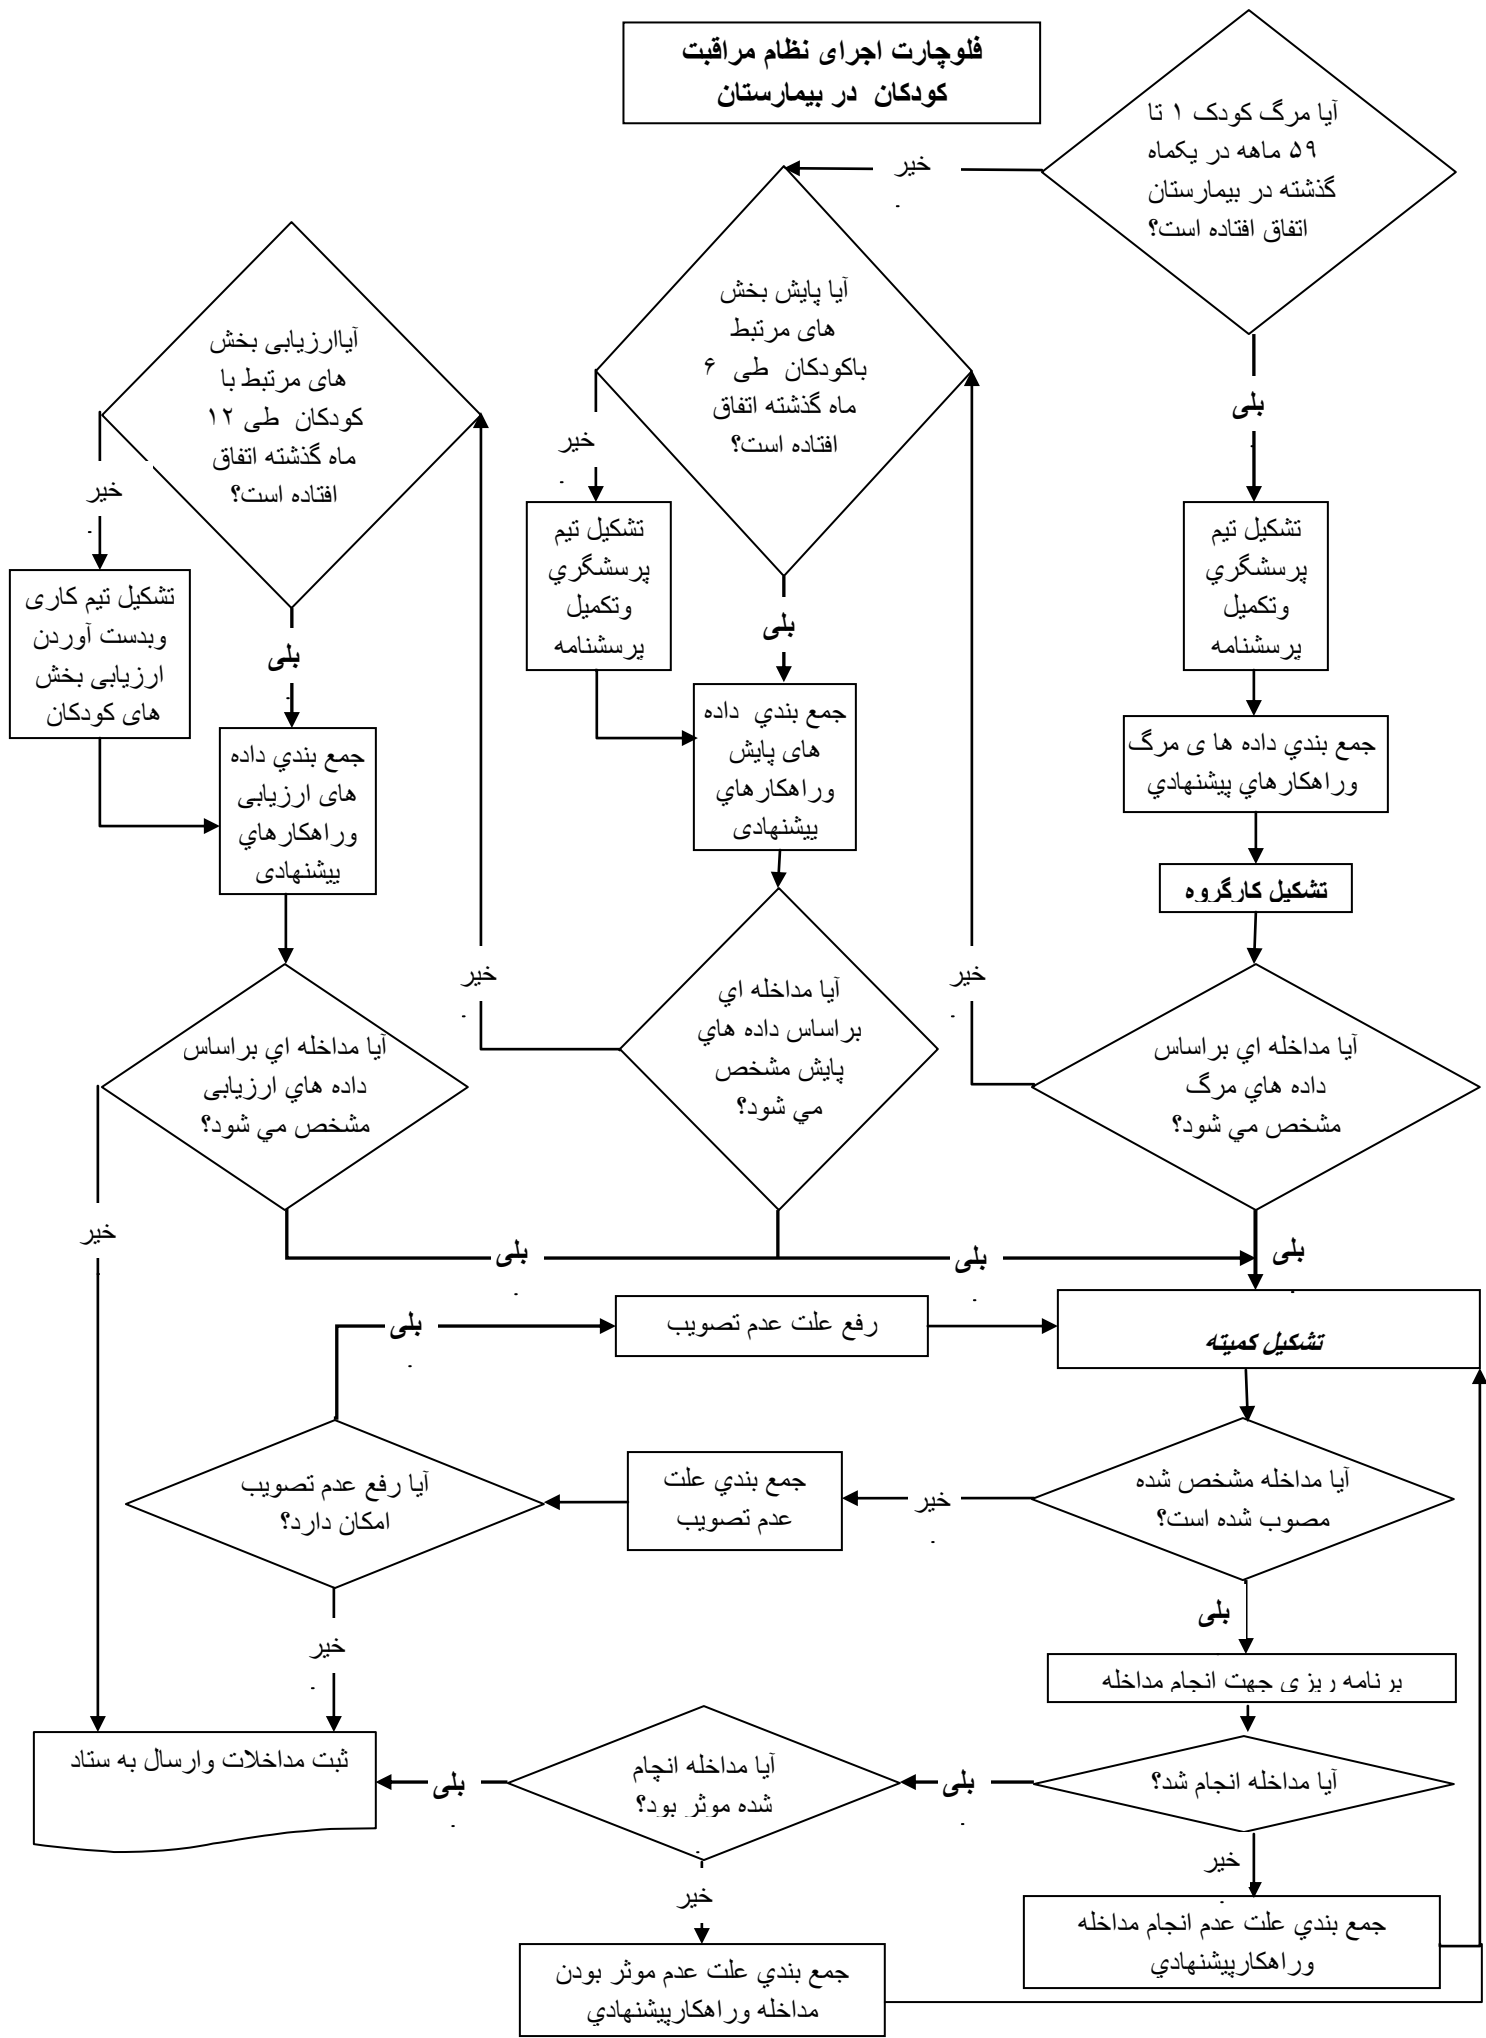 فلوچارت اجرای نظام مراقبت
کودکان در بیمارستان
آیا مرگ کودک ۱ تا
۵۹ ماهه در یکماه
گذشته در بیمارستان
اتفاق افتاده است؟
خیر
.
بلی
.
تشکیل تیم
پرسشگري
وتکمیل
پرسشنامه
جمع بندي داده ها ی مرگ
وراهکارهاي پیشنهادي
تشکیل کارگروه
آیا مداخله اي براساس
داده هاي مرگ
مشخص مي شود؟
خیر
.
بلی
.
آیا پایش بخش
های مرتبط
باکودکان طی ۶
ماه گذشته اتفاق
افتاده است؟
خیر
.
بلی
تشکیل تیم
پرسشگري
وتکمیل
پرسشنامه
جمع بندي داده
های پایش
وراهکارهاي
پیشنهادی
آیا مداخله اي
براساس داده هاي
پایش مشخص
مي شود؟
خیر
.
بلی
.
آیاارزیابی بخش
های مرتبط با
کودکان طی ۱۲
ماه گذشته اتفاق
افتاده است؟
خیر
.
بلی
.
تشکیل تیم کاری
وبدست آوردن
ارزیابی بخش
های کودکان
جمع بندي داده
های ارزیابی
وراهکارهاي
پیشنهادی
آیا مداخله اي براساس
داده هاي ارزیابی
مشخص مي شود؟
خیر
.
بلی
.
تشکیل کمیته
رفع علت عدم تصویب
بلی
.
آیا مداخله مشخص شده
مصوب شده است؟
خیر
.
جمع بندي علت
عدم تصویب
آیا رفع عدم تصویب
امکان دارد؟
خیر
.
بلی
برنامه ریزی جهت انجام مداخله
آیا مداخله انجام شد؟
بلی
.
آیا مداخله انجام
شده موثر بود؟
.
بلی
.
ثبت مداخلات وارسال به ستاد
خیر
.
جمع بندي علت عدم انجام مداخله
وراهکارپیشنهادي
خیر
جمع بندي علت عدم موثر بودن
مداخله وراهکارپیشنهادي